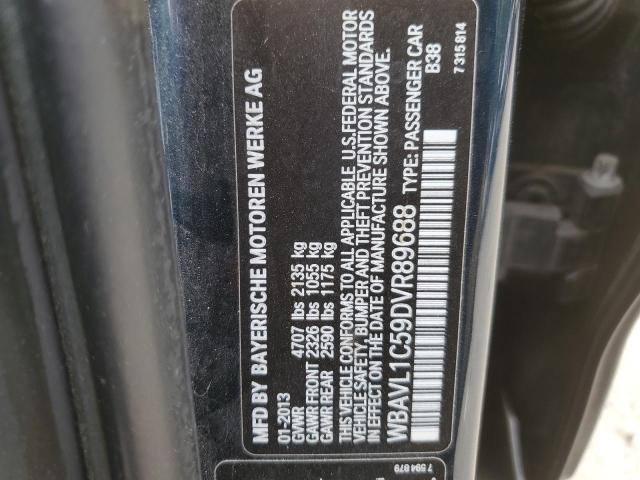 MFD BY BAYERISCHE MOTOREN WERKE AG
01-2013
GVWR 4707 lbs 2135 kg
GAWR FRONT 2326 lbs 1055 kg
GAWR REAR 2590 lbs 1175 kg
THIS VEHICLE CONFORMS TO ALL APPLICABLE U.S.FEDERAL MOTOR
VEHICLE SAFETY, BUMPER AND THEFT PREVENTION STANDARDS
IN EFFECT ON THE DATE OF MANUFACTURE SHOWN ABOVE.
WBAVL1C59DVR89688 TYPE: PASSENGER CAR
B38
7 315 814
7 594 879